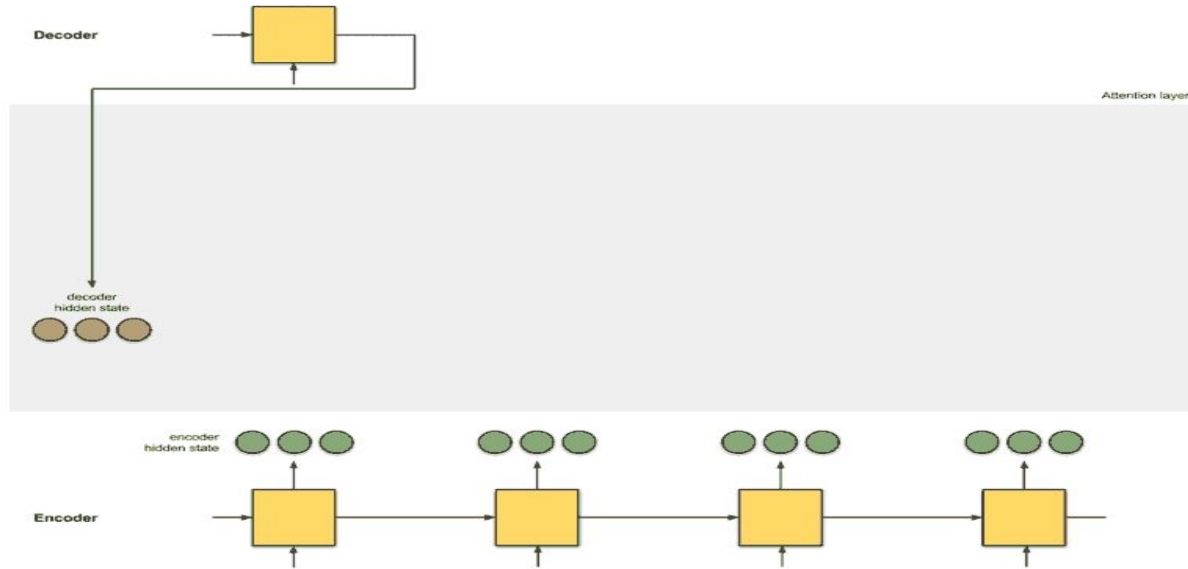 Decoder
Attention layer
decoder
hidden state
encoder
hidden state
Encoder